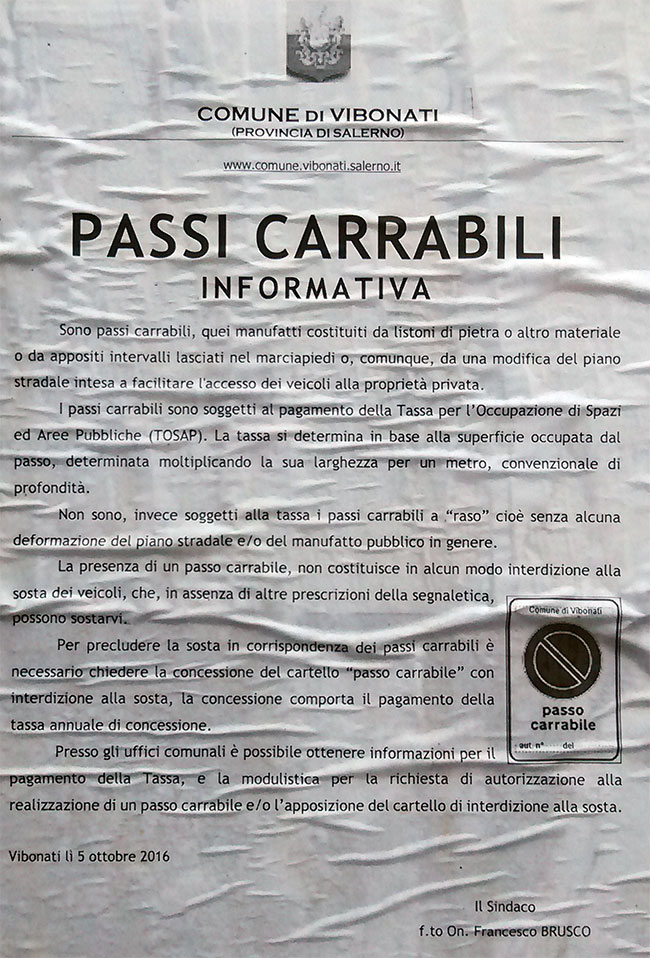 COMUNE DI VIBONATI
(PROVINCIA DI SALERNO)
www.comune.vibonati.salerno.it
PASSI CARRABILI
INFORMATIVA
Sono passi carrabili, quei manufatti costituiti da listoni di pietra o altro materiale
o da appositi intervalli lasciati nel marciapiedi o, comunque, da una modifica del piano
stradale intesa a facilitare l'accesso dei veicoli alla proprietà privata.
I passi carrabili sono soggetti al pagamento della Tassa per l'Occupazione di Spazi
ed Aree Pubbliche (TOSAP). La tassa si determina in base alla superficie occupata dal
passo, determinata moltiplicando la sua larghezza per un metro, convenzionale di
profondità.
Non sono, invece soggetti alla tassa i passi carrabili a "raso" cioè senza alcuna
deformazione del piano stradale e/o del manufatto pubblico in genere.
La presenza di un passo carrabile, non costituisce in alcun modo interdizione alla
sosta dei veicoli, che, in assenza di altre prescrizioni della segnaletica,
possono sostarvi.
Per precludere la sosta in corrispondenza dei passi carrabili è
necessario chiedere la concessione del cartello "passo carrabile" con
interdizione alla sosta, la concessione comporta il pagamento della
tassa annuale di concessione.
Comune di Vibonati
passo
carrabile
aut. n° ..... del
Presso gli uffici comunali è possibile ottenere informazioni per il
pagamento della Tassa, e la modulistica per la richiesta di autorizzazione alla
realizzazione di un passo carrabile e/o l'apposizione del cartello di interdizione alla sosta.
Vibonati lì 5 ottobre 2016
Il Sindaco
f.to On. Francesco BRUSCO